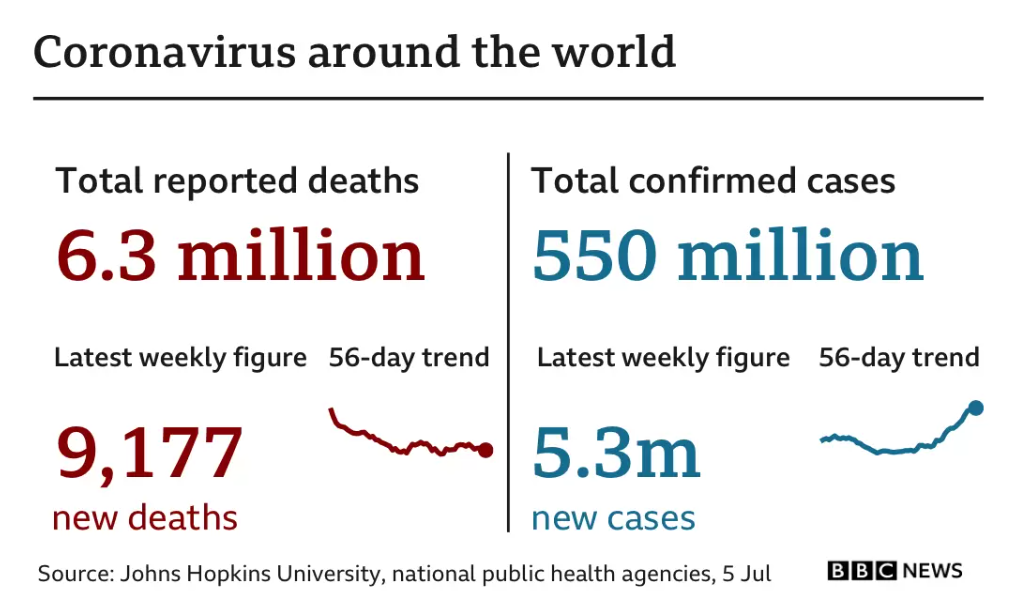 Coronavirus around the world
Total reported deaths
6.3 million
Latest weekly figure 56-day trend
9,177
new deaths
Total confirmed cases
550 million
Latest weekly figure 56-day trend
5.3m
new cases
Source: Johns Hopkins University, national public health agencies, 5 Jul
BBC NEWS